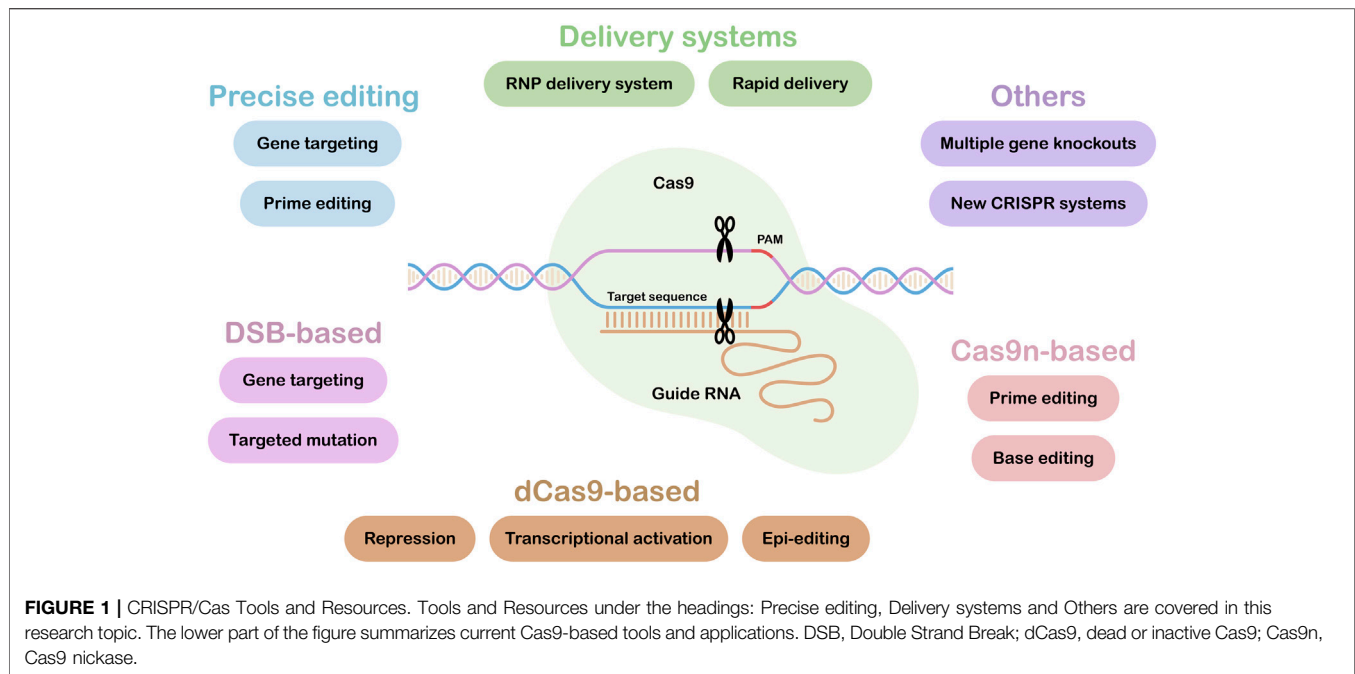 Delivery systems
RNP delivery system
Rapid delivery
Precise editing
Gene targeting
Prime editing
Others
Multiple gene knockouts
New CRISPR systems
Cas9
PAM
Target sequence
Guide RNA
DSB-based
Gene targeting
Targeted mutation
Cas9n-based
Prime editing
Base editing
dCas9-based
Repression
Transcriptional activation
Epi-editing
FIGURE 1 | CRISPR/Cas Tools and Resources. Tools and Resources under the headings: Precise editing, Delivery systems and Others are covered in this
research topic. The lower part of the figure summarizes current Cas9-based tools and applications. DSB, Double Strand Break; dCas9, dead or inactive Cas9; Cas9n,
Cas9 nickase.